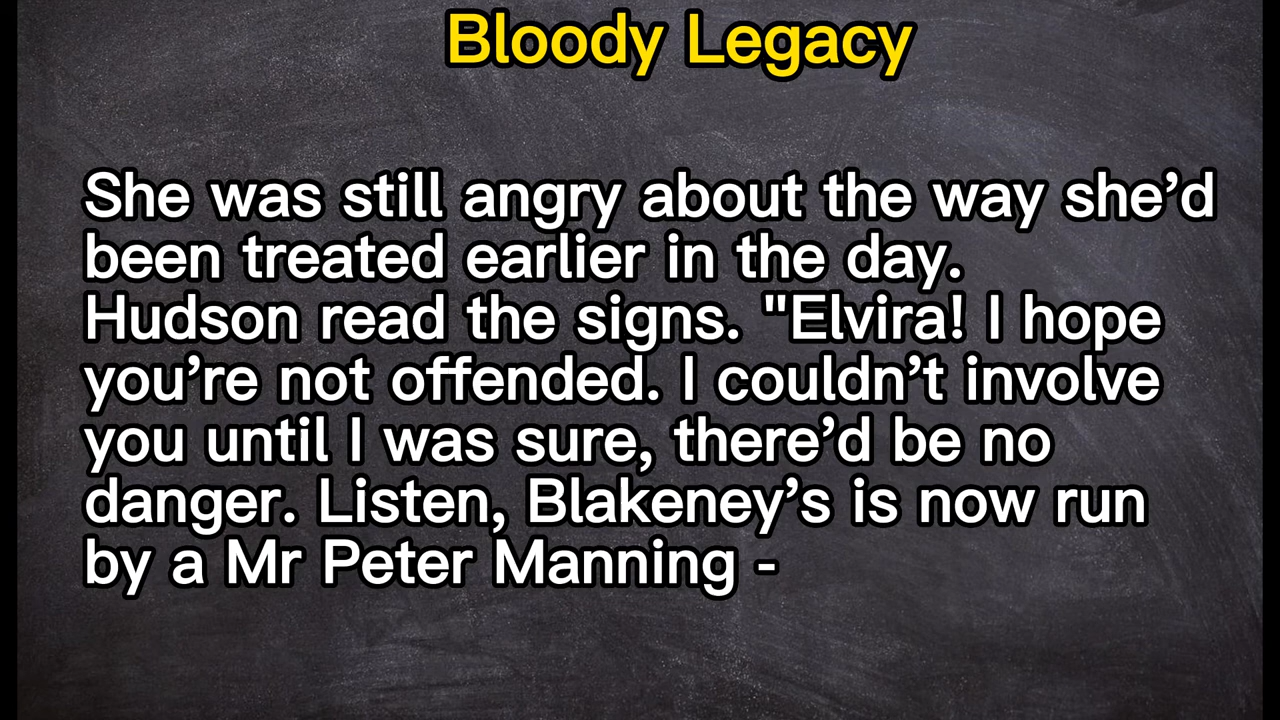 Bloody Legacy
She was still angry about the way she’d
been treated earlier in the day.
Hudson read the signs. "Elvira! I hope
you’re not offended. I couldn’t involve
you until I was sure, there’d be no
danger. Listen, Blakeney’s is now run
by a Mr Peter Manning -